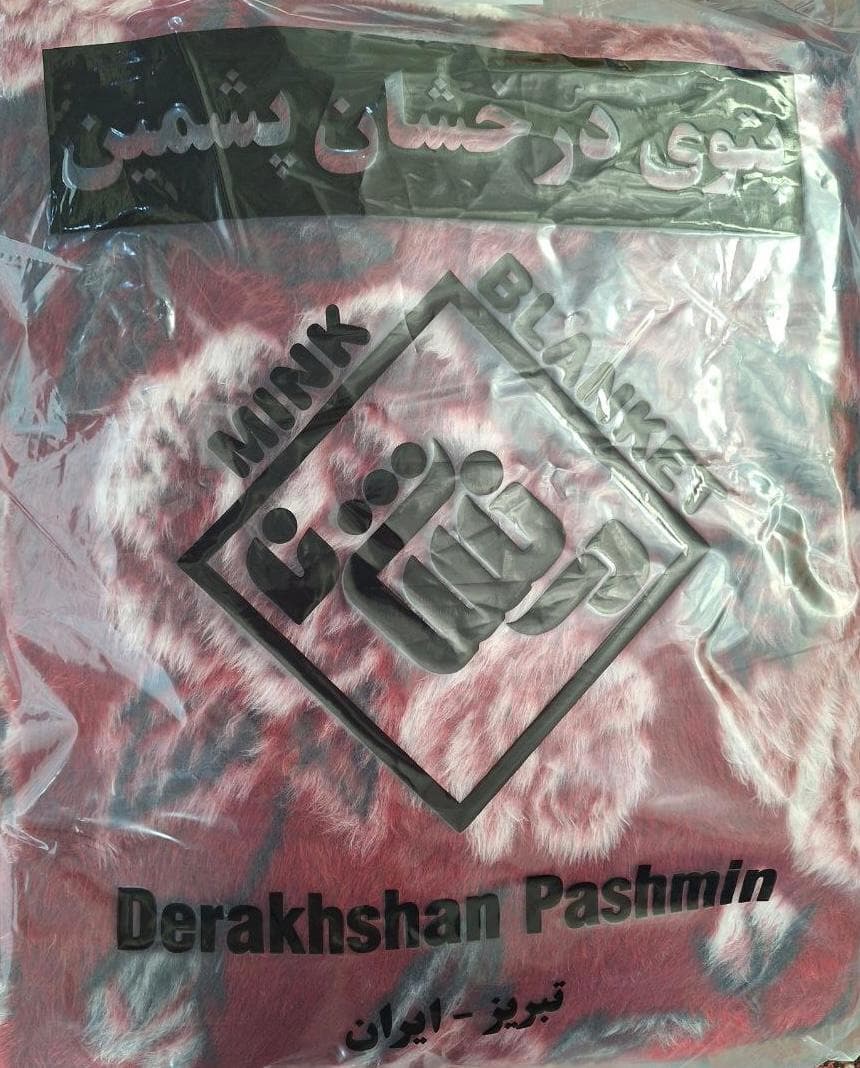 پتوی درخشان پشمین
MINK BLANKET
درخشان
Derakhshan Pashmin
تبریز - ایران